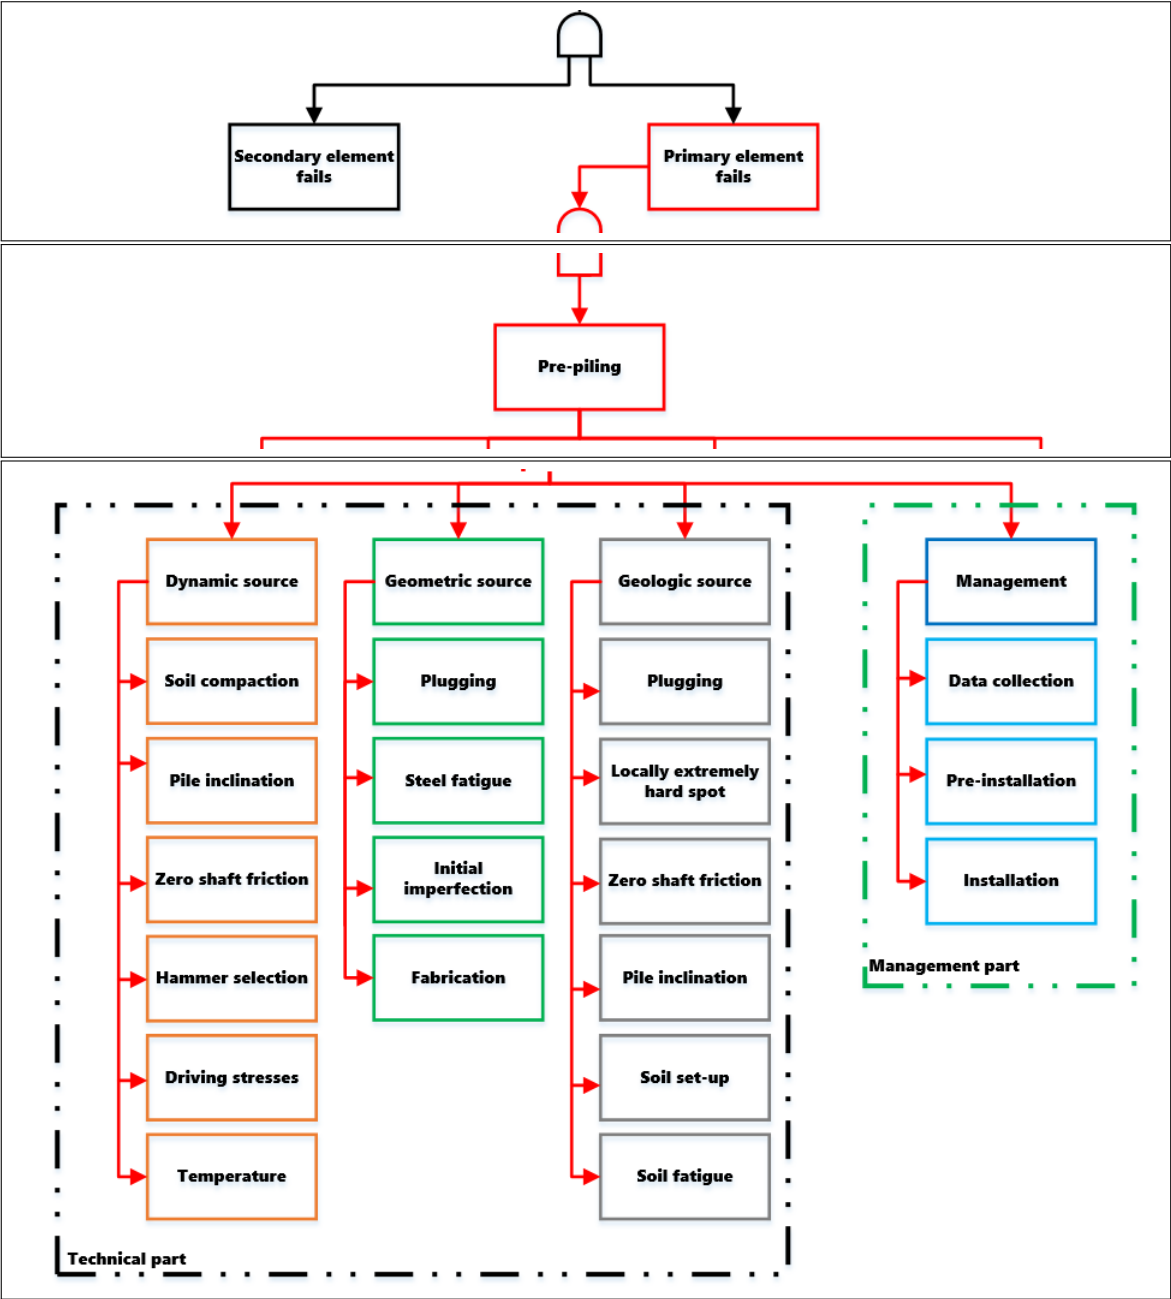 Secondary element
fails
Primary element
fails
Pre-piling
Dynamic source
Soil compaction
Pile inclination
Zero shaft friction
Hammer selection
Driving stresses
Temperature
Geometric source
Plugging
Steel fatigue
Initial
imperfection
Fabrication
Geologic source
Plugging
Locally extremely
hard spot
Zero shaft friction
Pile inclination
Soil set-up
Soil fatigue
Technical part
Management
Data collection
Pre-installation
Installation
Management part